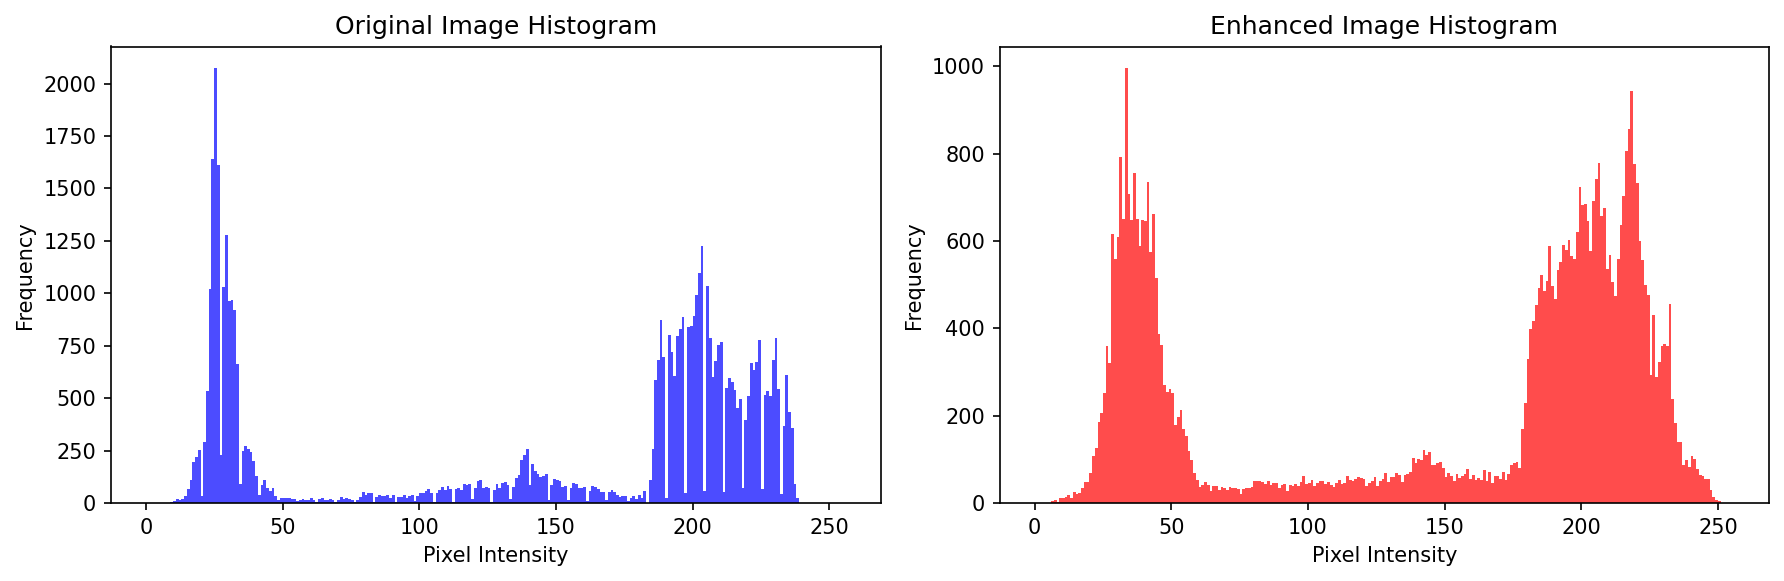 Original Image Histogram
Frequency
2000
1750
1500
1250
1000
750
500
250
0
0 50 100 150 200 250
Pixel Intensity
Enhanced Image Histogram
Frequency
1000
800
600
400
200
0
0 50 100 150 200 250
Pixel Intensity